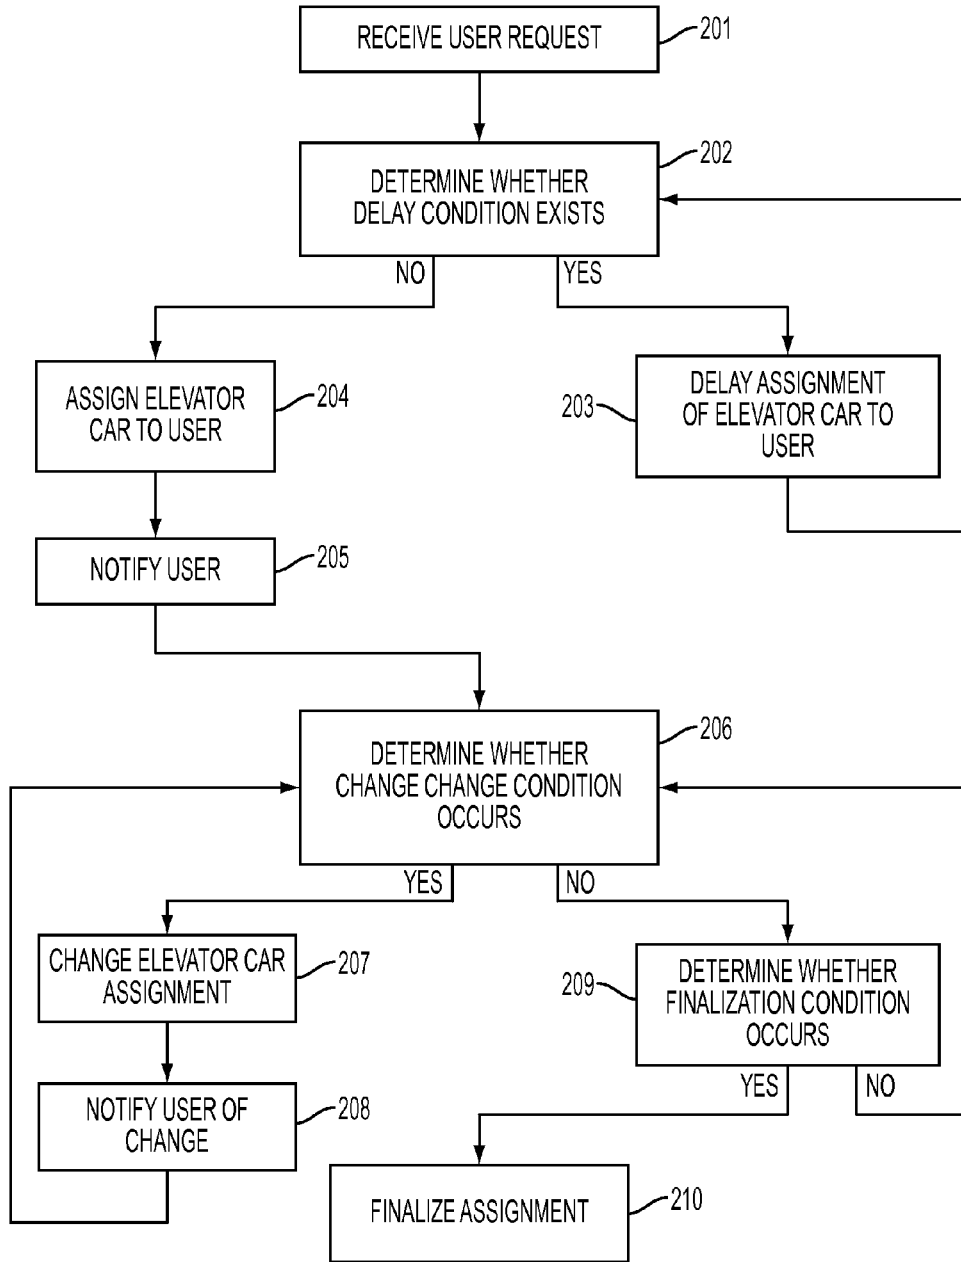 RECEIVE USER REQUEST
201
DETERMINE WHETHER
DELAY CONDITION EXISTS
202
NO
YES
ASSIGN ELEVATOR
CAR TO USER
204
203
DELAY ASSIGNMENT
OF ELEVATOR CAR TO
USER
NOTIFY USER
205
DETERMINE WHETHER
CHANGE CHANGE CONDITION
OCCURS
206
YES
NO
CHANGE ELEVATOR CAR
ASSIGNMENT
207
209
DETERMINE WHETHER
FINALIZATION CONDITION
OCCURS
NOTIFY USER OF
CHANGE
208
YES
NO
FINALIZE ASSIGNMENT
210